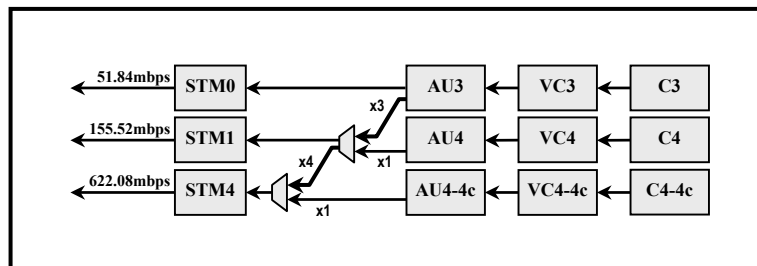 51.84mbps STM0 AU3 VC3 C3
x3
155.52mbps STM1 AU4 VC4 C4
x4 x1
622.08mbps STM4 AU4-4c VC4-4c C4-4c
x1